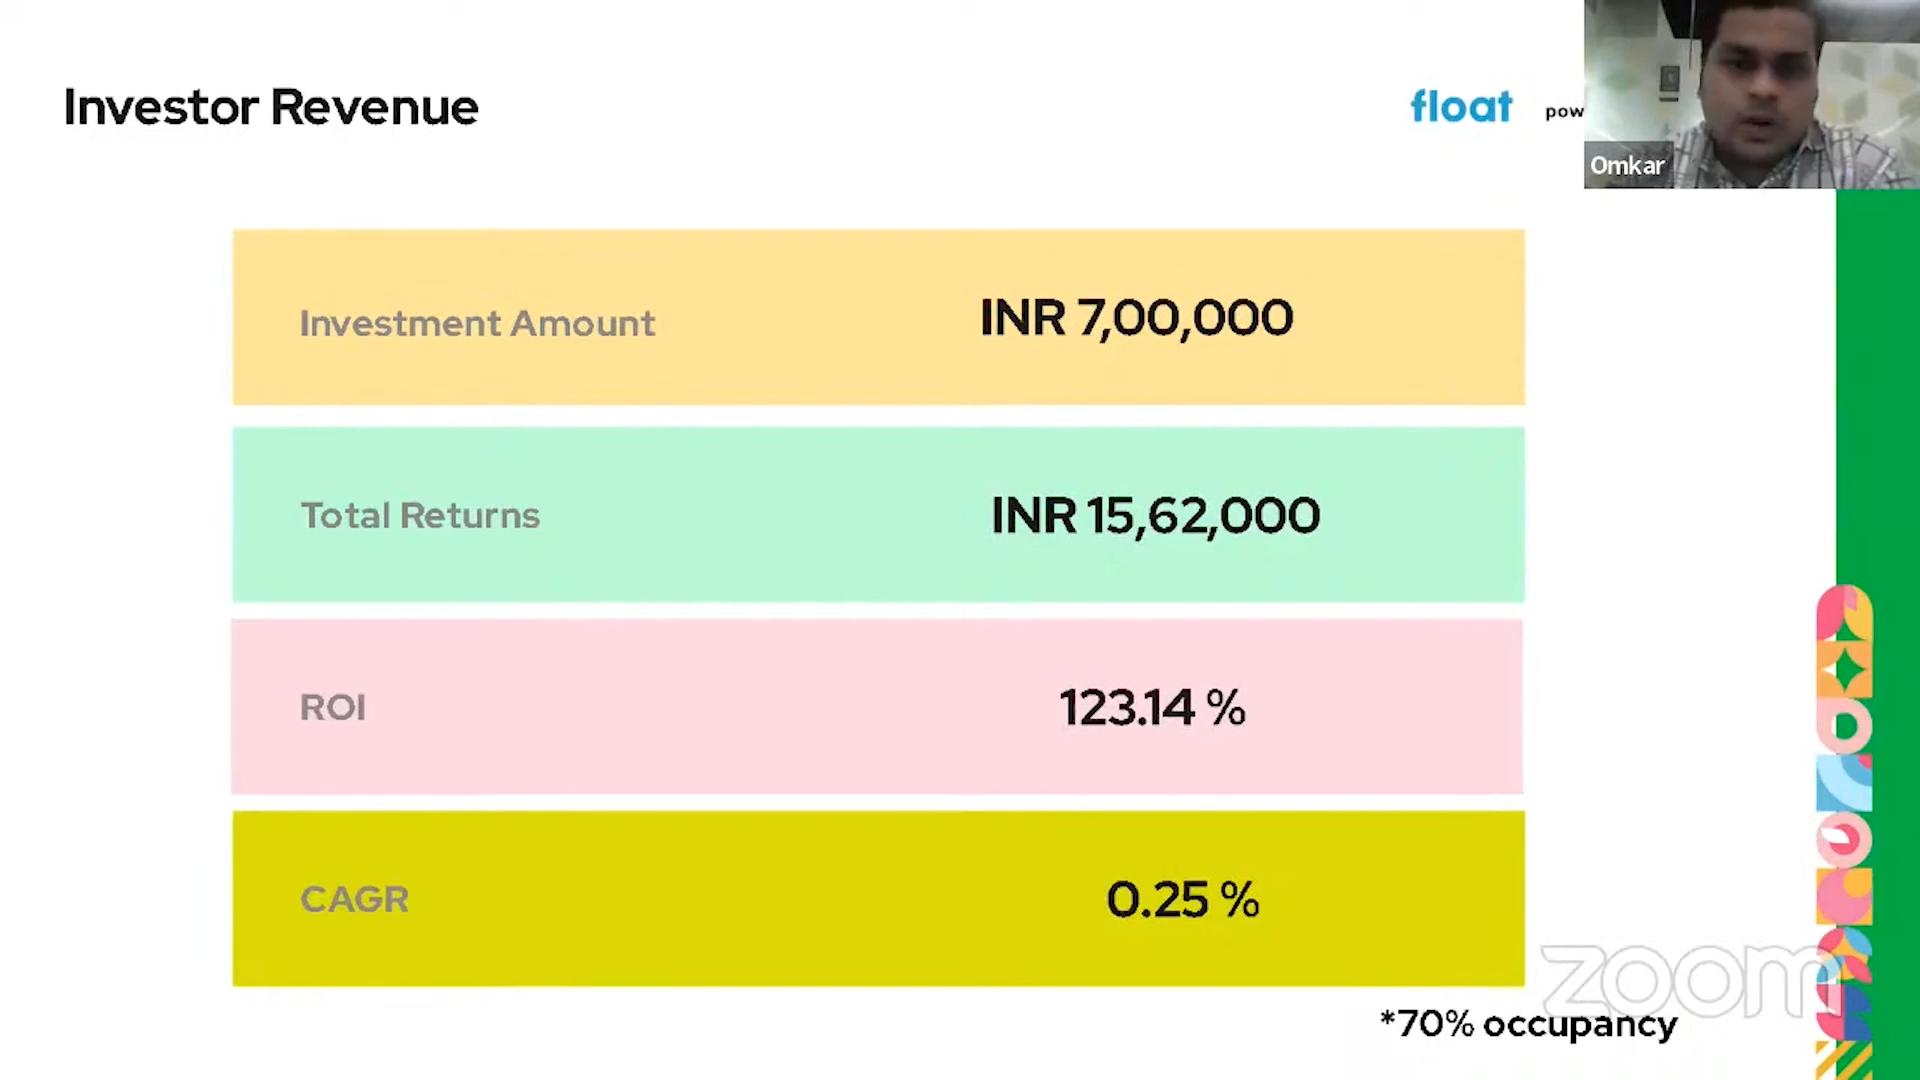 Investor Revenue
float
pow
Omkar
Investment Amount
INR 7,00,000
Total Returns
INR 15,62,000
ROI
123.14 %
CAGR
0.25 %
zoom
*70% occupancy